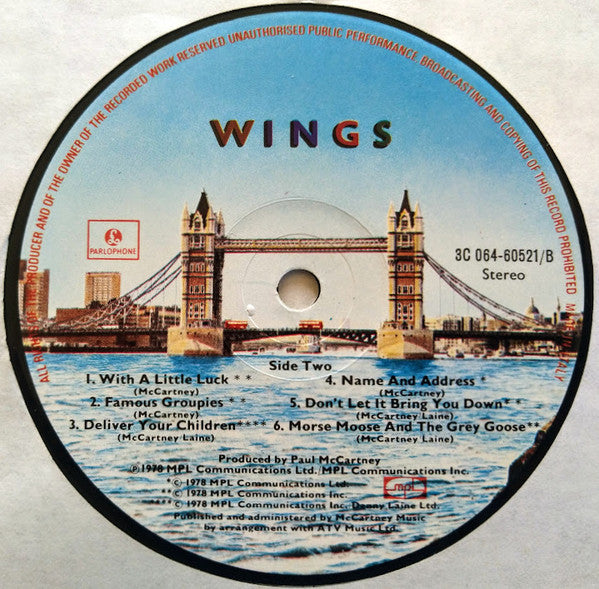 ALL RIGHTS OF THE PRODUCER AND OF THE OWNER OF THE RECORDED WORK RESERVED UNAUTHORISED PUBLIC PERFORMANCE BROADCASTING AND COPYING OF THIS RECORD PROHIBITED MADE IN ITALY
WINGS
PARLOPHONE
3C 064-60521/B
Stereo
Side Two
1. With A Little Luck * *
(McCartney)
2. Famous Groupies * *
(McCartney)
3. Deliver Your Children ****
(McCartney/Laine)
4. Name And Address *
(McCartney)
5. Don't Let It Bring You Down **
(McCartney/Laine)
6. Morse Moose And The Grey Goose **
(McCartney/Laine)
Produced by Paul McCartney
℗ 1978 MPL Communications Ltd./MPL Communications Inc.
* © 1978 MPL Communications Ltd.
** © 1978 MPL Communications Inc.
**** © 1978 MPL Communications Inc. Denny Laine Ltd.
Published and administered by McCartney Music
by arrangement with ATV Music Ltd.
mpl